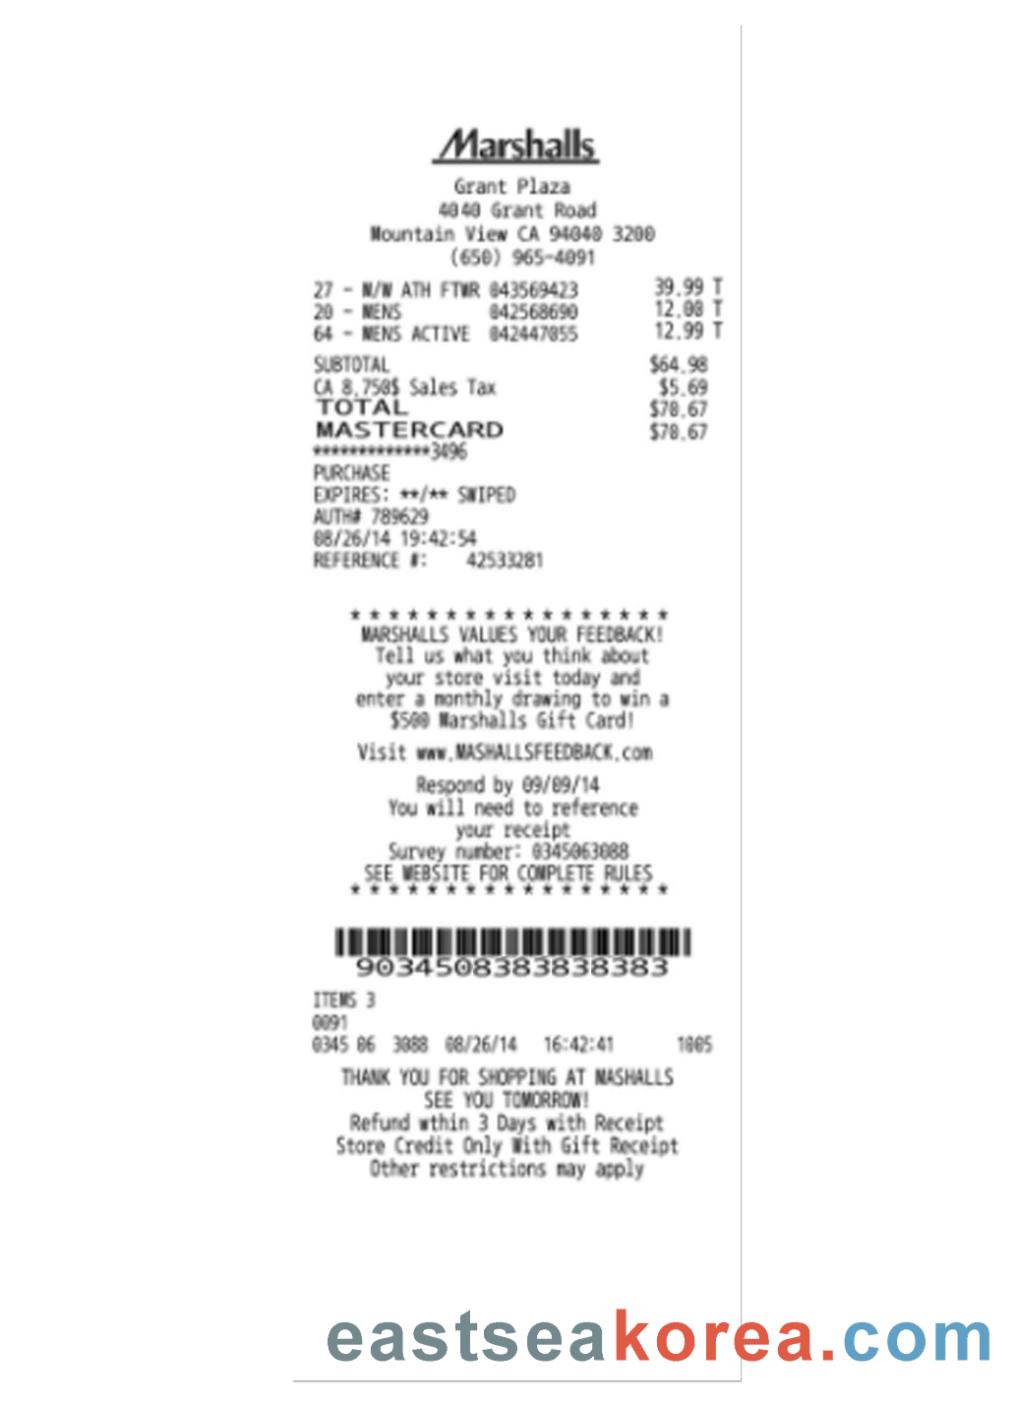 Marshalls
Grant Plaza
4040 Grant Road
Mountain View CA 94040 3200
(650) 965-4091
27 - M/W ATH FTWR 043569423 39.99 T
20 - MENS 042568690 12.00 T
64 - MENS ACTIVE 042447055 12.99 T
SUBTOTAL $64.98
CA 8.750$ Sales Tax $5.69
TOTAL $70.67
MASTERCARD $70.67
*************3496
PURCHASE
EXPIRES: **/** SWIPED
AUTH# 789629
08/26/14 19:42:54
REFERENCE #: 42533281
* * * * * * * * * * * * * * * * *
MARSHALLS VALUES YOUR FEEDBACK!
Tell us what you think about
your store visit today and
enter a monthly drawing to win a
$500 Marshalls Gift Card!
Visit www.MASHALLSFEEDBACK.com
Respond by 09/09/14
You will need to reference
your receipt
Survey number: 0345063088
SEE WEBSITE FOR COMPLETE RULES
* * * * * * * * * * * * * * * * *
90345083838383​83
ITEMS 3
0091
0345 06 3088 08/26/14 16:42:41 1005
THANK YOU FOR SHOPPING AT MASHALLS
SEE YOU TOMORROW!
Refund wthin 3 Days with Receipt
Store Credit Only With Gift Receipt
Other restrictions may apply
eastseakorea.com